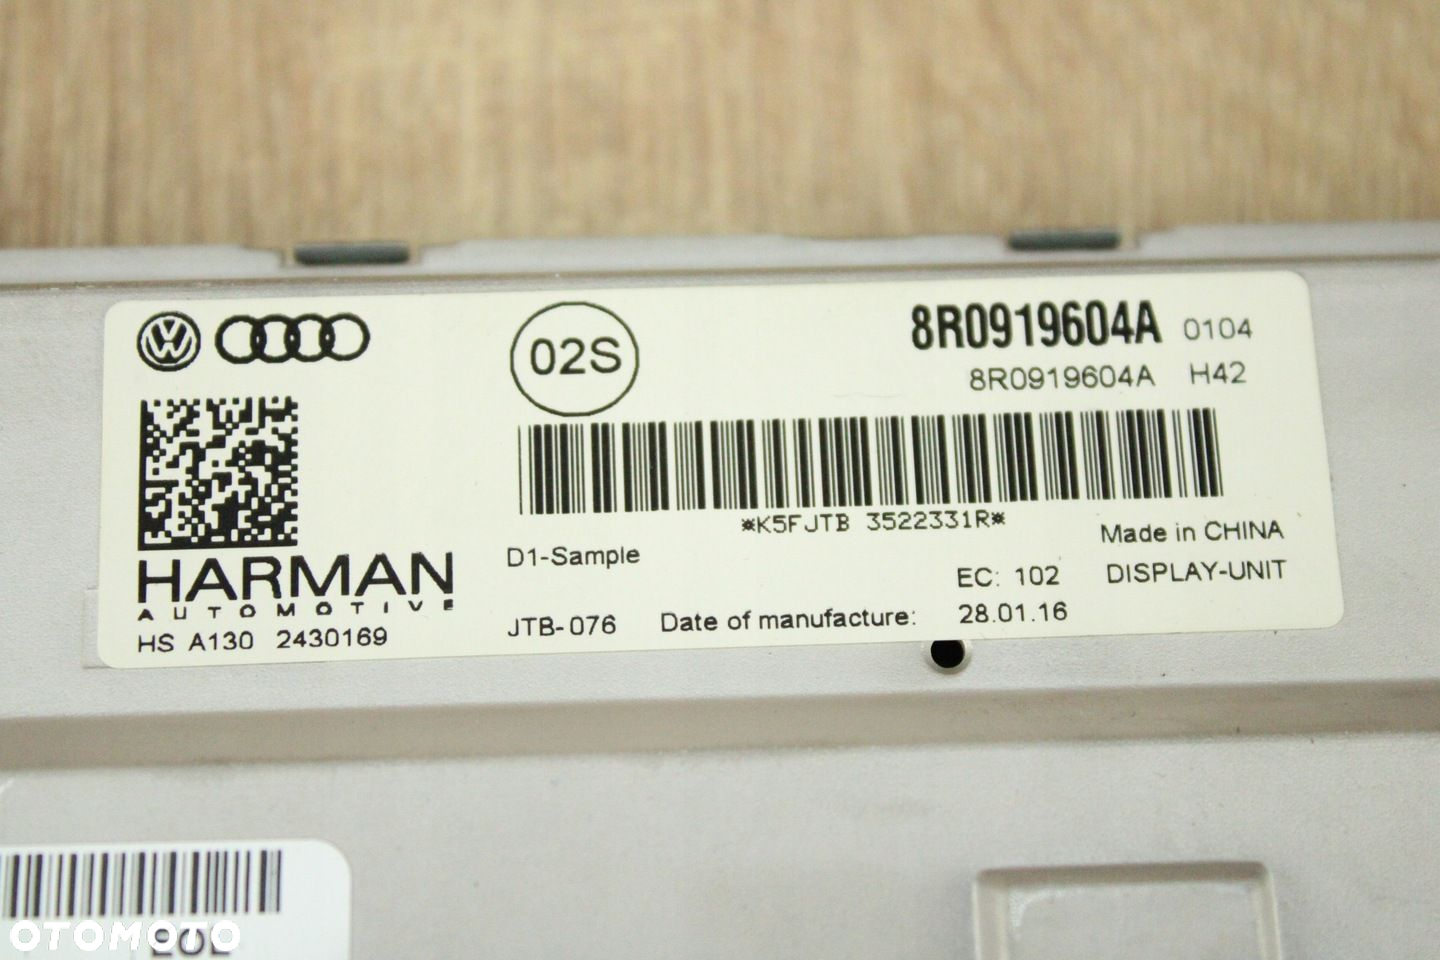 02S
8R0919604A 0104
8R0919604A H42
*K5FJTB 3522331R*
HARMAN
AUTOMOTIVE
HS A130 2430169
D1-Sample
Made in CHINA
EC: 102 DISPLAY-UNIT
JTB-076 Date of manufacture: 28.01.16
OTOMOTO